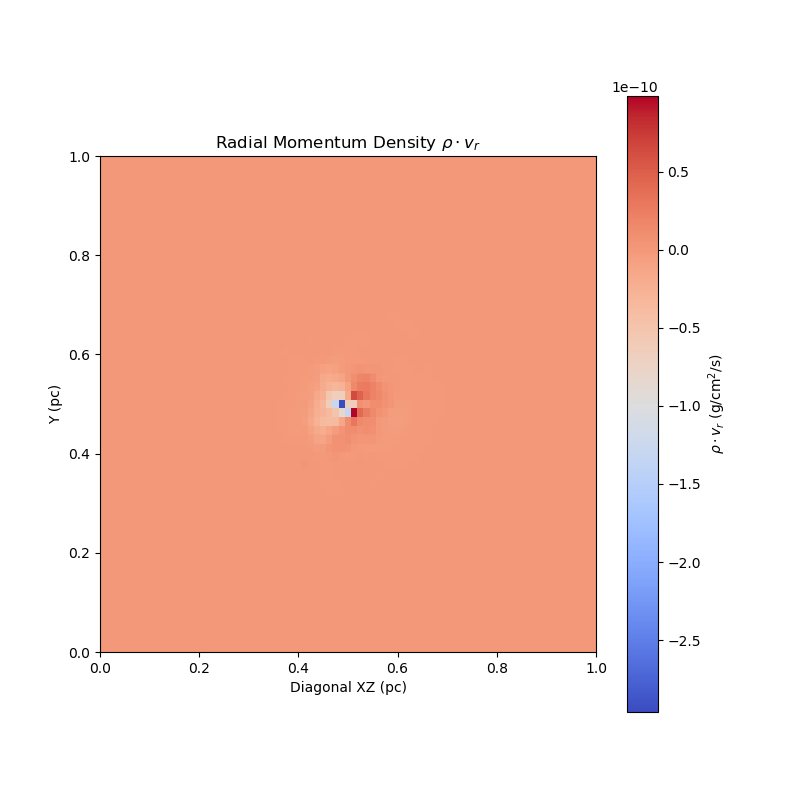 1e−10
Radial Momentum Density ρ · v_r
1.0
0.8
0.6
0.4
0.2
0.0
Y (pc)
0.0 0.2 0.4 0.6 0.8 1.0
Diagonal XZ (pc)
0.5
0.0
−0.5
−1.0
−1.5
−2.0
−2.5
ρ · v_r (g/cm²/s)